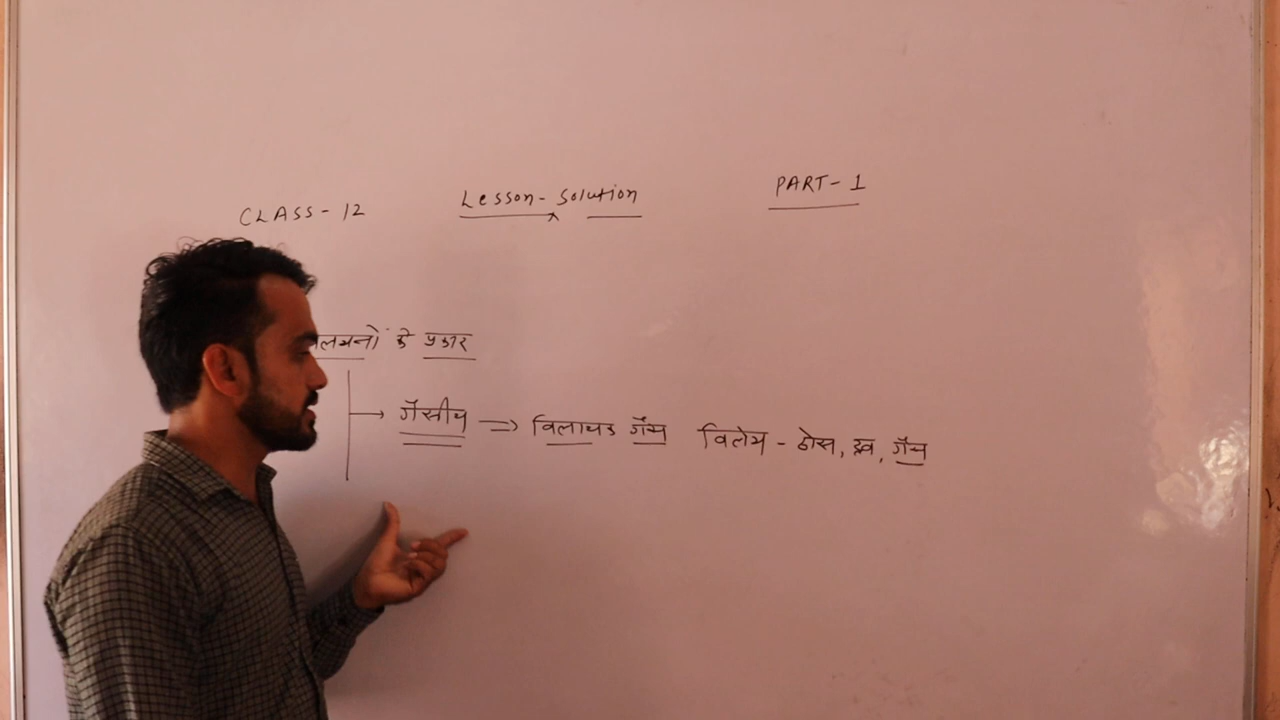 CLASS-12 Lesson-Solution PART-1
लयनों के प्रकार
गैसीय ⇒ विलायक गैस विलेय - ठोस, द्रव, गैस